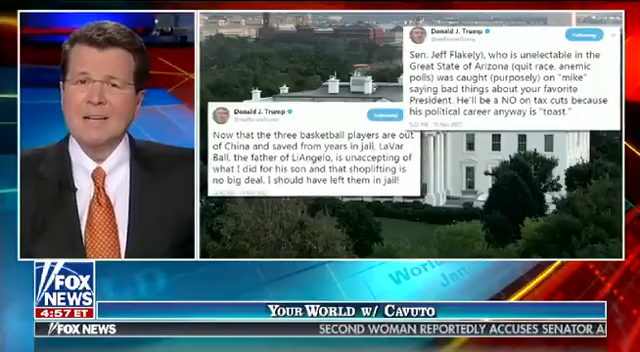 Donald J. Trump
@realDonaldTrump
Following
Sen. Jeff Flake(y), who is unelectable in the
Great State of Arizona (quit race, anemic
polls) was caught (purposely) on "mike"
saying bad things about your favorite
President. He'll be a NO on tax cuts because
his political career anyway is "toast."
Donald J. Trump
@realDonaldTrump
Following
Now that the three basketball players are out
of China and saved from years in jail, LaVar
Ball, the father of LiAngelo, is unaccepting of
what I did for his son and that shoplifting is
no big deal. I should have left them in jail!
FOX
NEWS
4:57 ET
YOUR WORLD W/ CAVUTO
FOX NEWS
SECOND WOMAN REPORTEDLY ACCUSES SENATOR A